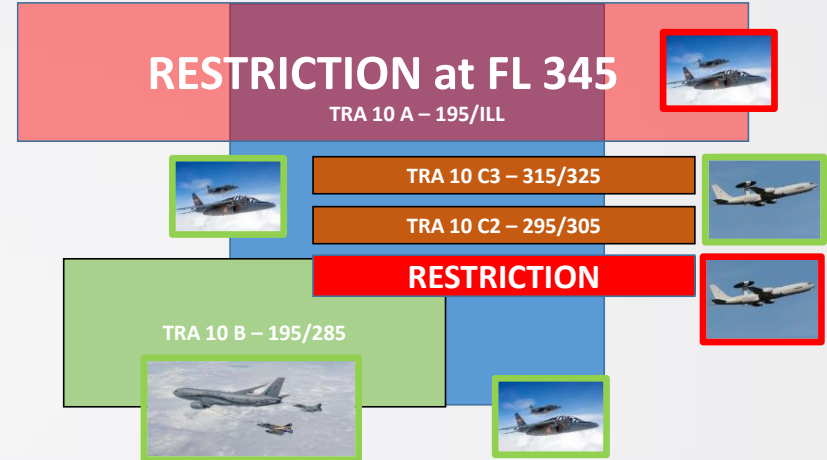 RESTRICTION at FL 345
TRA 10 A – 195/ILL
TRA 10 C3 – 315/325
TRA 10 C2 – 295/305
RESTRICTION
TRA 10 B – 195/285